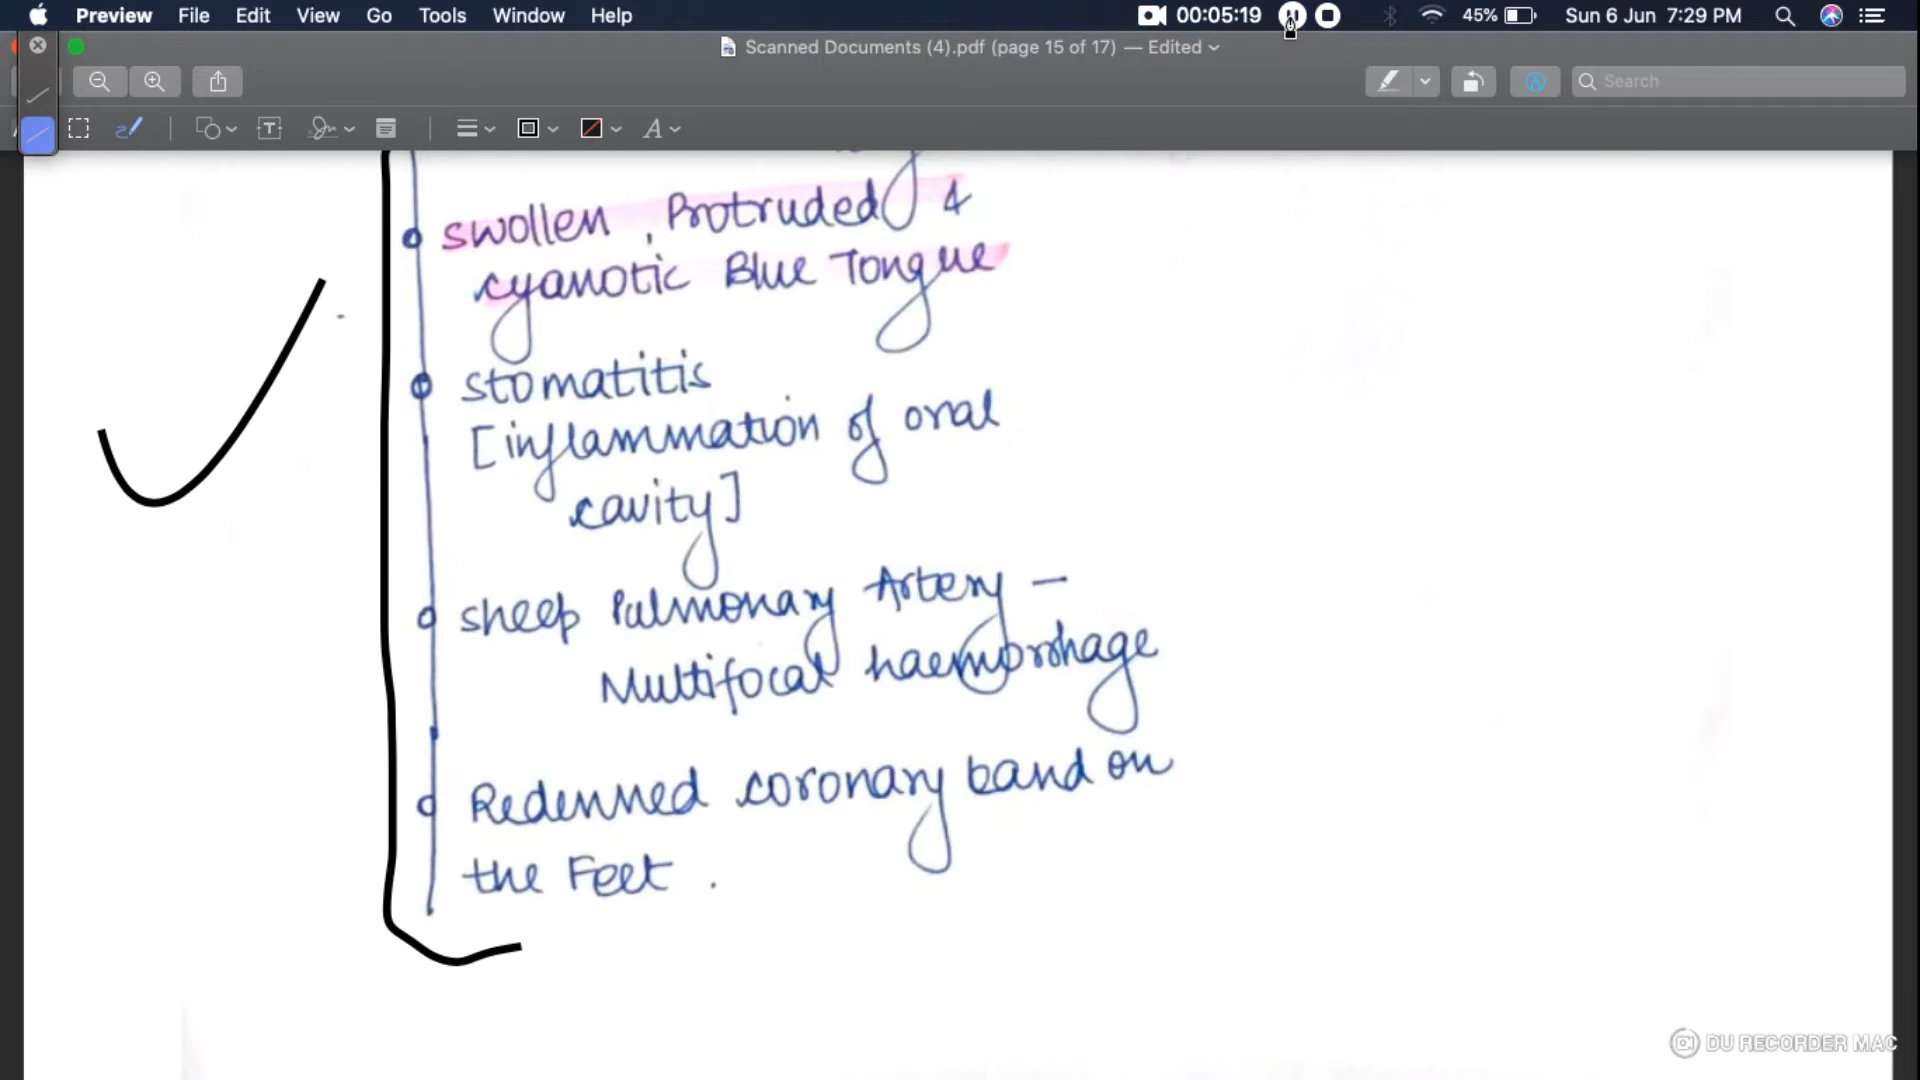 Preview File Edit View Go Tools Window Help 00:05:19 45% Sun 6 Jun 7:29 PM
Scanned Documents (4).pdf (page 15 of 17) — Edited
Search
swollen, Protruded &
cyanotic Blue Tongue
stomatitis
[inflammation of oral
cavity]
sheep Pulmonary Artery -
Multifocal haemorrhage
Redenned coronary band on
the Feet .
DU RECORDER MAC